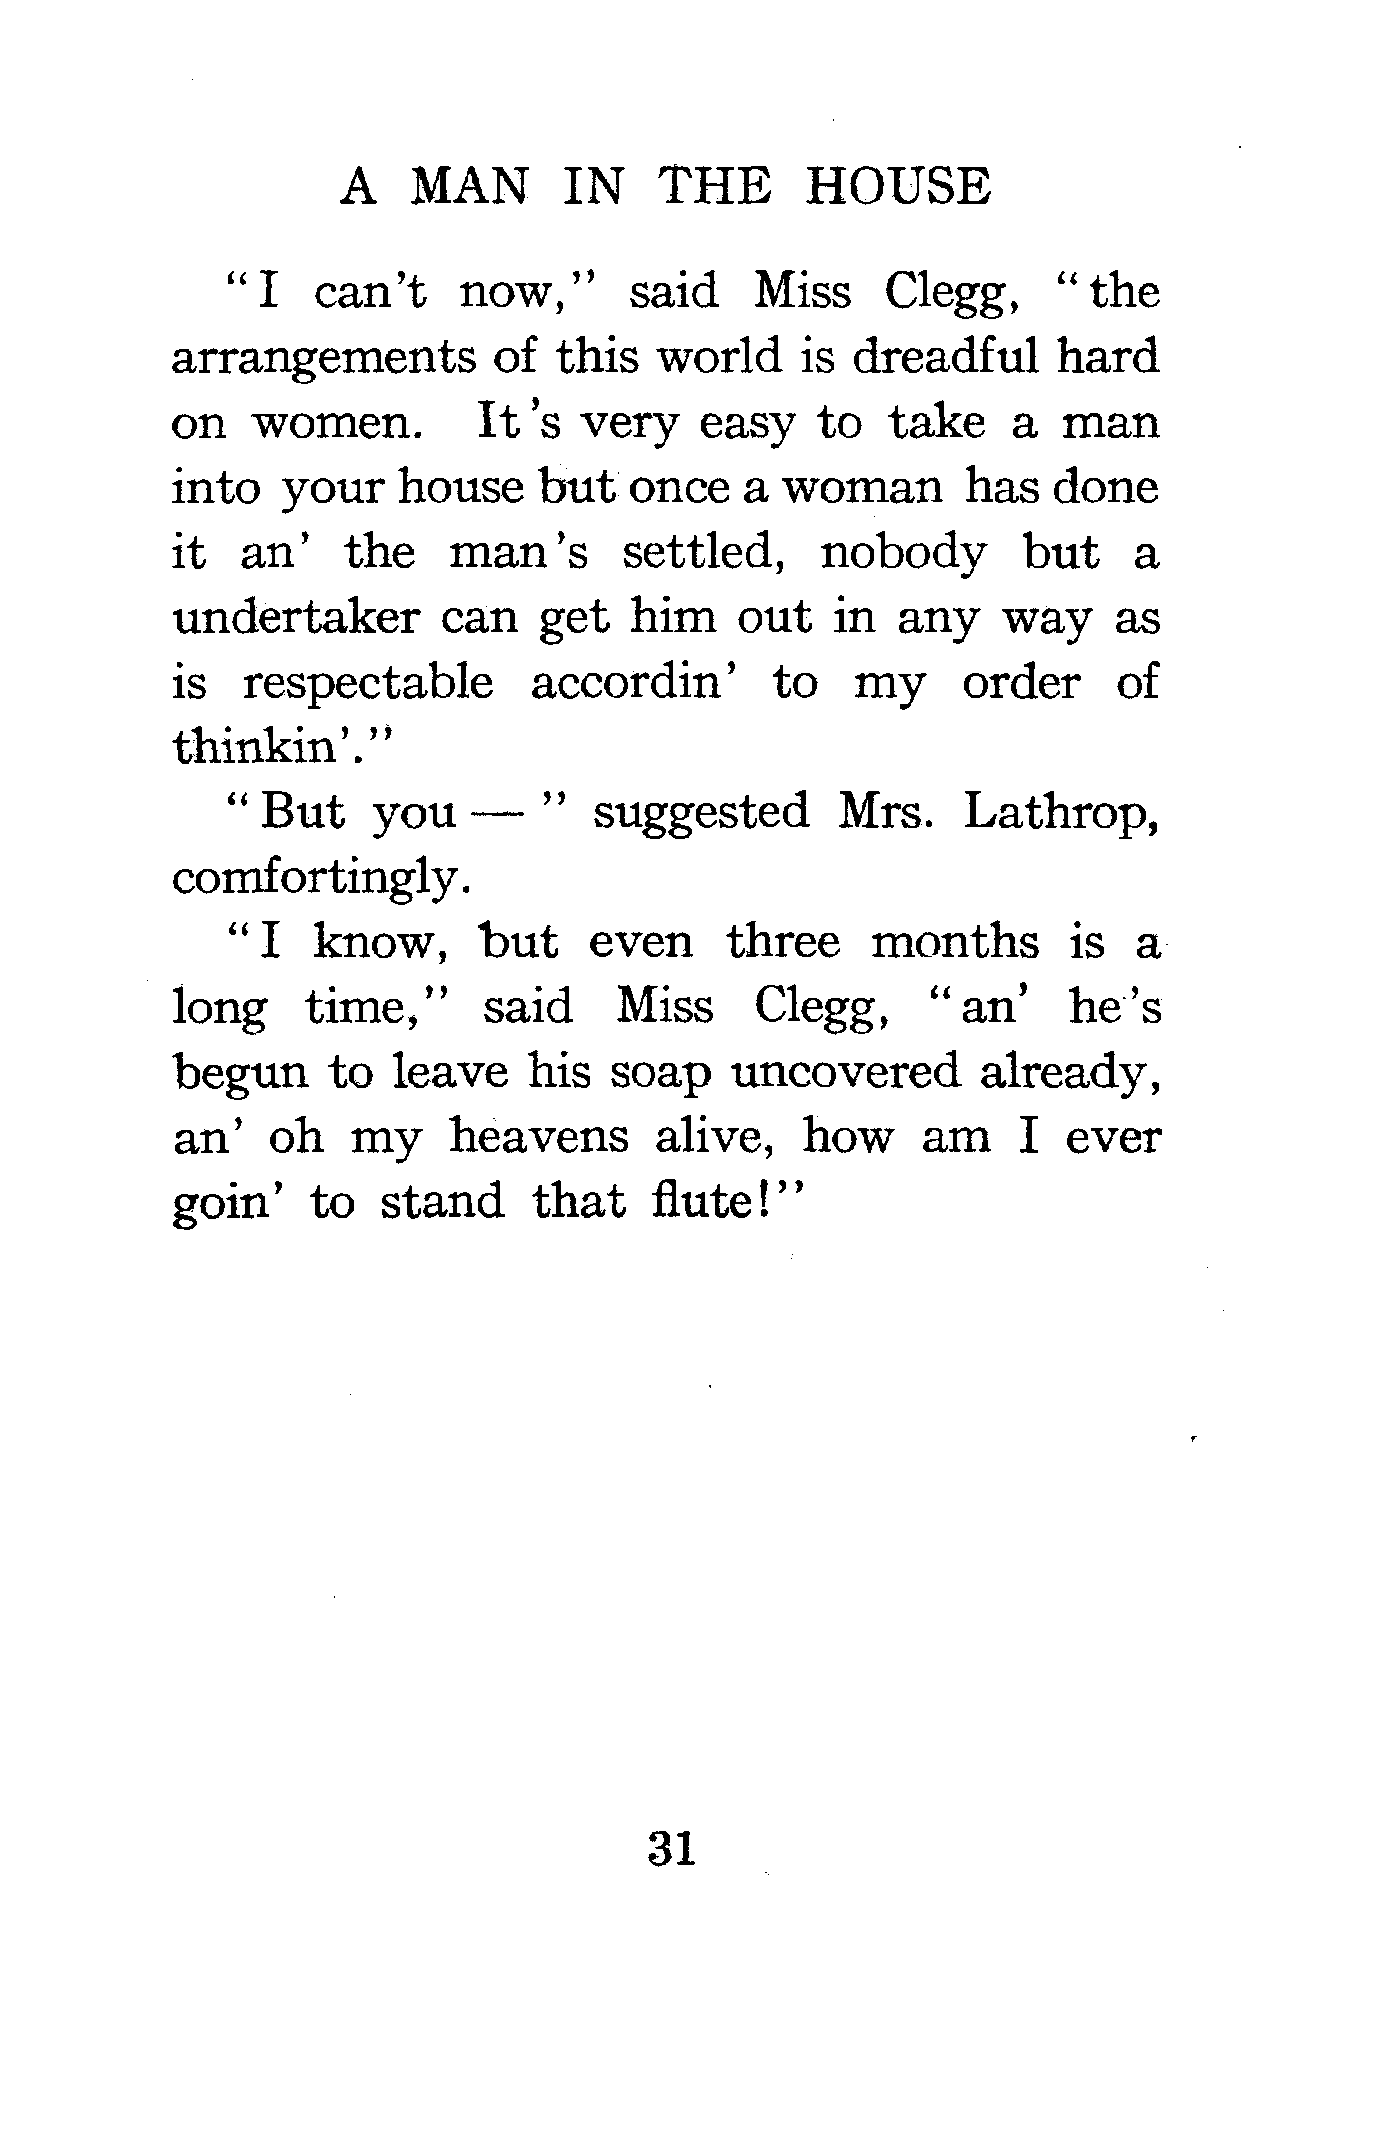 A MAN IN THE HOUSE
"I can't now," said Miss Clegg, "the
arrangements of this world is dreadful hard
on women. It's very easy to take a man
into your house but once a woman has done
it an' the man's settled, nobody but a
undertaker can get him out in any way as
is respectable accordin' to my order of
thinkin'."
"But you — " suggested Mrs. Lathrop,
comfortingly.
"I know, but even three months is a
long time," said Miss Clegg, "an' he's
begun to leave his soap uncovered already,
an' oh my heavens alive, how am I ever
goin' to stand that flute!"
31